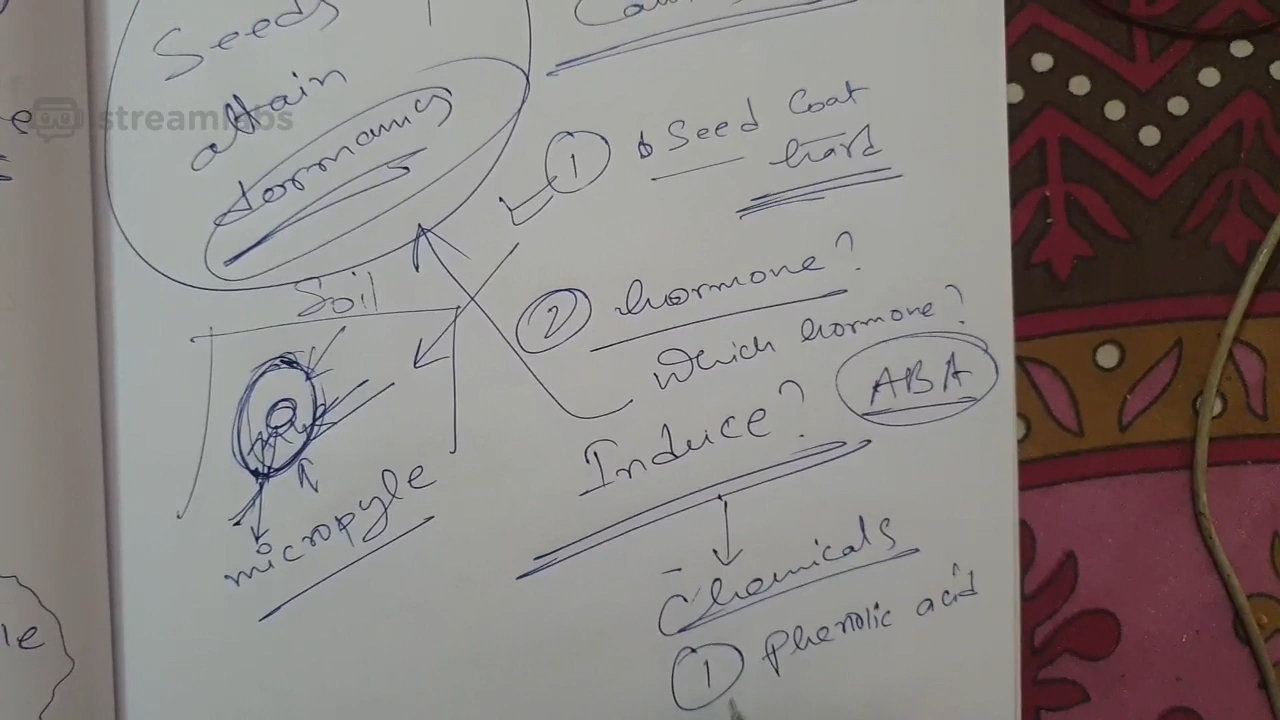 Seeds
attain
dormancy
streamlabs
① Seed Coat
hard
② hormone?
Which hormone?
ABA
Induce?
Soil
micropyle
Chemicals
① Phenolic acid